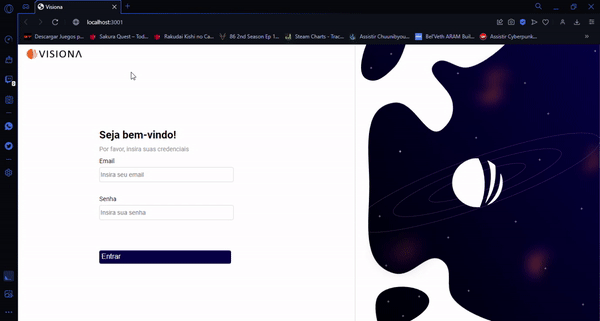 Visiona
localhost:3001
Descargar Juegos p... Sakura Quest – Tod... Rakudai Kishi no Ca... 86 2nd Season Ep 1... Steam Charts - Trac... Assistir Chuunibyou... Bel'Veth ARAM Buil... Assistir Cyberpunk...
VISIONA
Seja bem-vindo!
Por favor, insira suas credenciais
Email
Insira seu email
Senha
Insira sua senha
Entrar